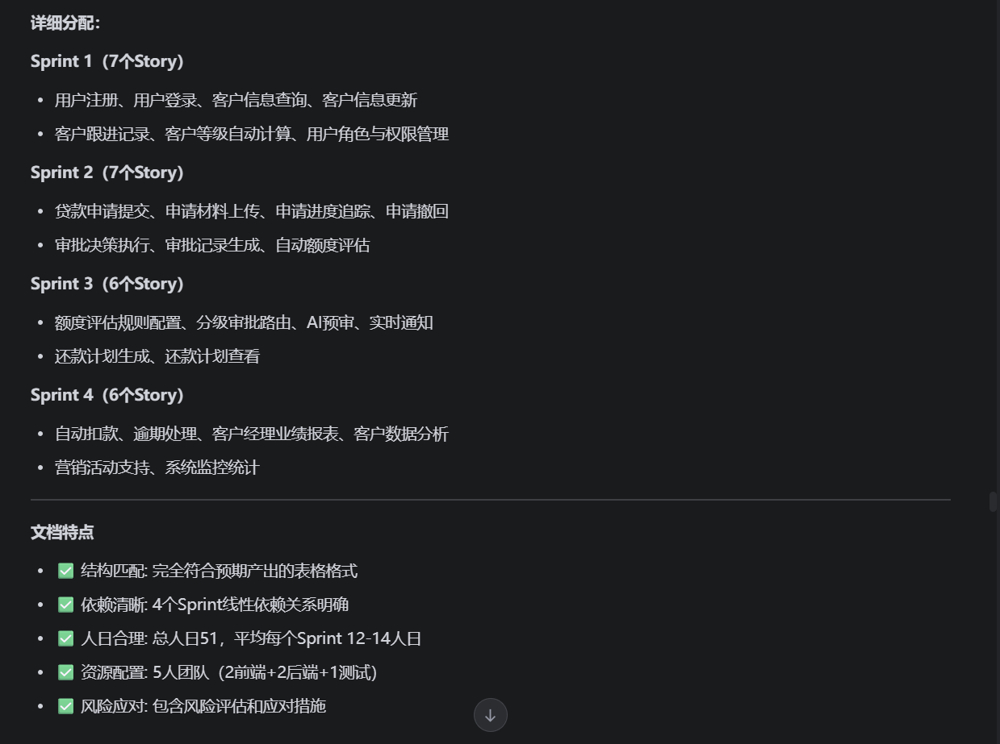 详细分配：
Sprint 1（7个Story）
• 用户注册、用户登录、客户信息查询、客户信息更新
• 客户跟进记录、客户等级自动计算、用户角色与权限管理
Sprint 2（7个Story）
• 贷款申请提交、申请材料上传、申请进度追踪、申请撤回
• 审批决策执行、审批记录生成、自动额度评估
Sprint 3（6个Story）
• 额度评估规则配置、分级审批路由、AI预审、实时通知
• 还款计划生成、还款计划查看
Sprint 4（6个Story）
• 自动扣款、逾期处理、客户经理业绩报表、客户数据分析
• 营销活动支持、系统监控统计
文档特点
• ✅ 结构匹配: 完全符合预期产出的表格格式
• ✅ 依赖清晰: 4个Sprint线性依赖关系明确
• ✅ 人日合理: 总人日51，平均每个Sprint 12-14人日
• ✅ 资源配置: 5人团队（2前端+2后端+1测试）
• ✅ 风险应对: 包含风险评估和应对措施